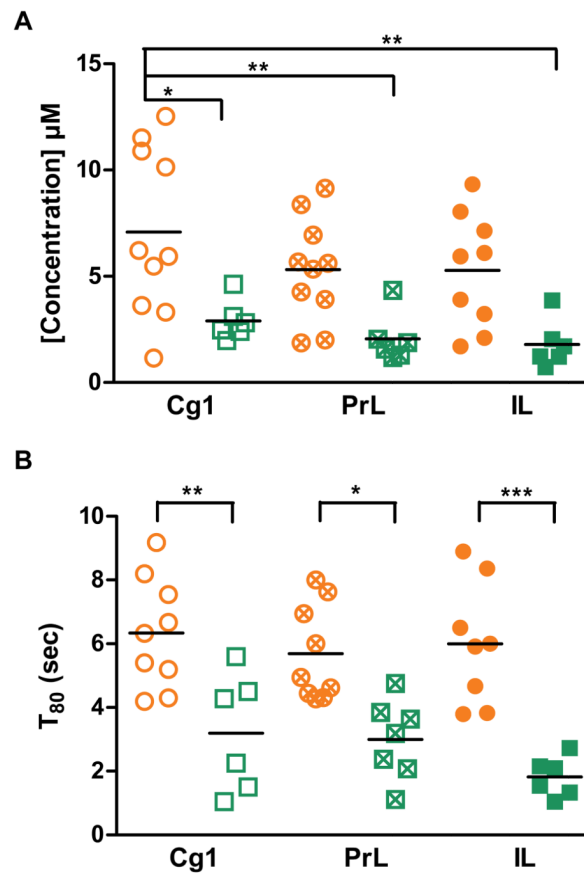 A
**
**
*
15
10
5
0
[Concentration] µM
Cg1 PrL IL
B
** * ***
10
8
6
4
2
0
T80 (sec)
Cg1 PrL IL